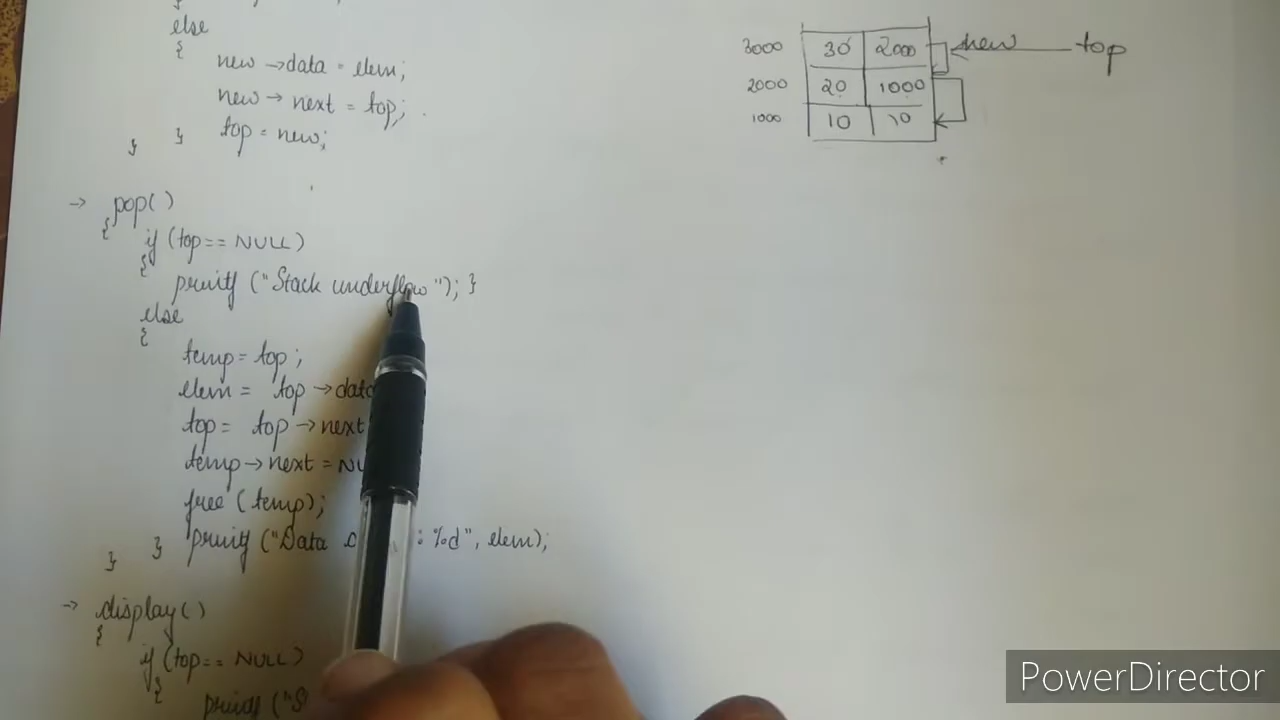 }
else
{
new →data = elem;
new → next = top;
top = new;
}
}
→ pop()
{
if (top == NULL)
{
printf ("Stack underflow"); }
else
{
temp = top;
elem = top → data
top = top → next
temp → next =
free (temp);
printf ("Data : %d", elem);
}
}
→ display()
{
if (top == NULL)
{
printf ("S
3000 30 2000 new top
2000 20 1000
1000 10
PowerDirector